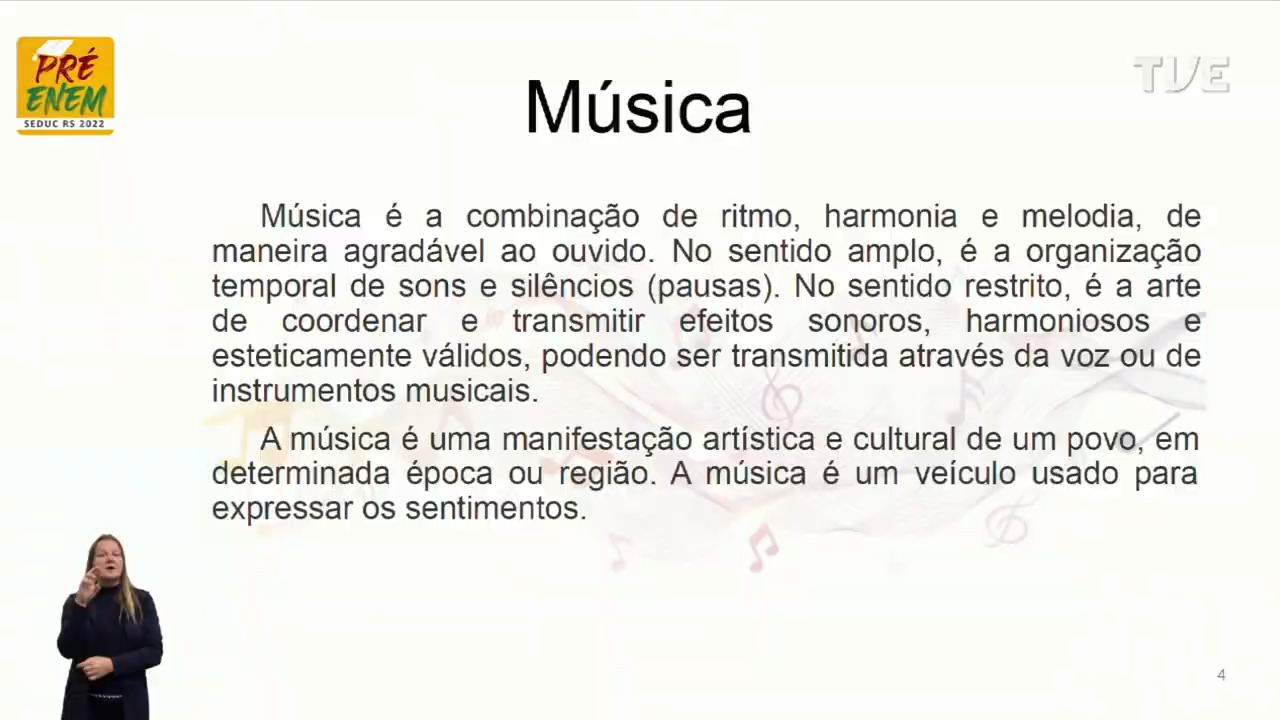 PRÉ
ENEM
SEDUC RS 2022
TVE
Música
Música é a combinação de ritmo, harmonia e melodia, de
maneira agradável ao ouvido. No sentido amplo, é a organização
temporal de sons e silêncios (pausas). No sentido restrito, é a arte
de coordenar e transmitir efeitos sonoros, harmoniosos e
esteticamente válidos, podendo ser transmitida através da voz ou de
instrumentos musicais.
A música é uma manifestação artística e cultural de um povo, em
determinada época ou região. A música é um veículo usado para
expressar os sentimentos.
4